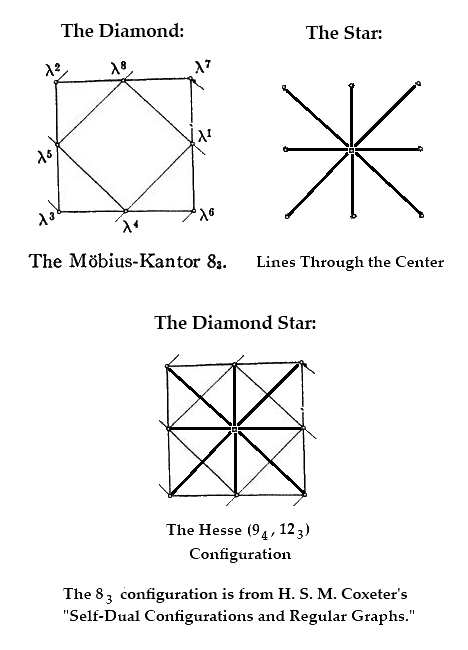 The Diamond:
The Star:
λ2 λ8 λ7
λ5 λ1
λ3 λ4 λ6
The Möbius-Kantor 8₃.
Lines Through the Center
The Diamond Star:
The Hesse (9₄, 12₃)
Configuration
The 8₃ configuration is from H. S. M. Coxeter's
"Self-Dual Configurations and Regular Graphs."